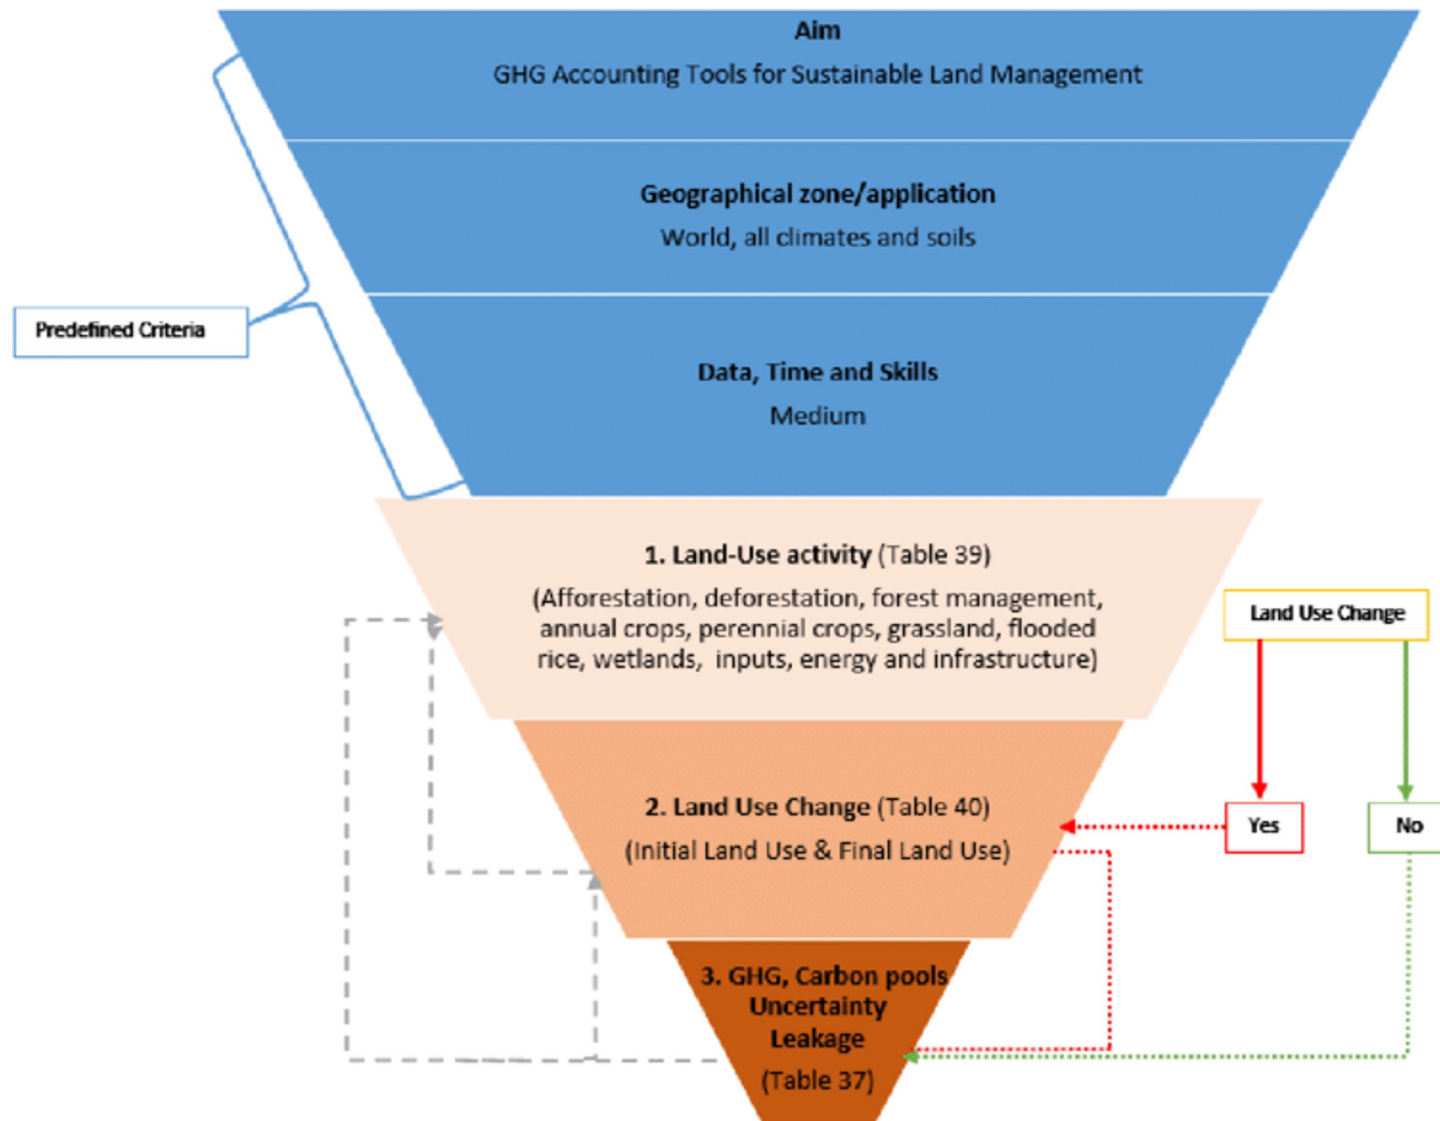 Aim
GHG Accounting Tools for Sustainable Land Management
Geographical zone/application
World, all climates and soils
Predefined Criteria
Data, Time and Skills
Medium
1. Land-Use activity (Table 39)
(Afforestation, deforestation, forest management,
annual crops, perennial crops, grassland, flooded
rice, wetlands, inputs, energy and infrastructure)
Land Use Change
2. Land Use Change (Table 40)
(Initial Land Use & Final Land Use)
Yes
No
3. GHG, Carbon pools
Uncertainty
Leakage
(Table 37)